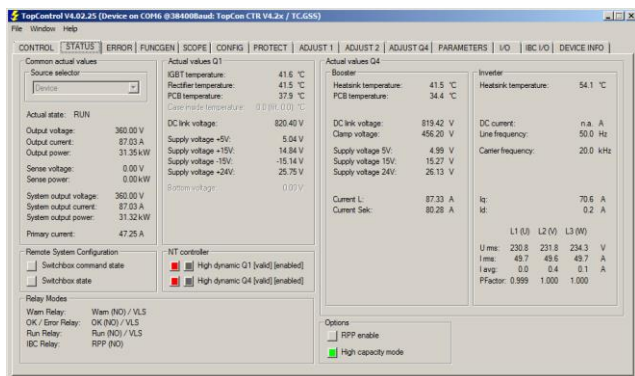 TopControl V4.02.25 (Device on COM6 @38400Baud: TopCon CTR V4.2x / TC.GSS)
File Window Help
CONTROL STATUS ERROR FUNCGEN SCOPE CONFIG PROTECT ADJUST 1 ADJUST 2 ADJUST Q4 PARAMETERS I/O IBC I/O DEVICE INFO
Common actual values
Source selector
Device
Actual state: RUN
Output voltage: 360.00 V
Output current: 87.03 A
Output power: 31.35 kW
Sense voltage: 0.00 V
Sense power: 0.00 kW
System output voltage: 360.00 V
System output current: 87.03 A
System output power: 31.32 kW
Primary current: 47.25 A
Actual values Q1
IGBT temperature: 41.6 °C
Rectifier temperature: 41.5 °C
PCB temperature: 37.9 °C
Case inside temperature:
DC link voltage: 820.40 V
Supply voltage +5V: 5.04 V
Supply voltage +15V: 14.84 V
Supply voltage -15V: -15.14 V
Supply voltage +24V: 25.75 V
Bottom voltage: 0.00 V
Actual values Q4
Booster
Heatsink temperature: 41.5 °C
PCB temperature: 34.4 °C
DC link voltage: 819.42 V
Clamp voltage: 456.20 V
Supply voltage 5V: 4.99 V
Supply voltage 15V: 15.27 V
Supply voltage 24V: 26.13 V
Current L: 87.33 A
Current Sek: 80.28 A
Inverter
Heatsink temperature: 54.1 °C
DC current: n.a. A
Line frequency: 50.0 Hz
Carrier frequency: 20.0 kHz
Iq: 70.6 A
Id: 0.2 A
L1 (U) L2 (V) L3 (W)
U rms: 230.8 231.8 234.3 V
I rms: 49.7 49.6 49.7 A
I avg: 0.0 0.4 0.1 A
PFactor: 0.999 1.000 1.000
Remote System Configuration
Switchbox command state
Switchbox state
NT controller
High dynamic Q1 [valid] [enabled]
High dynamic Q4 [valid] [enabled]
Relay Modes
Warn Relay: Warn (NO) / VLS
OK / Error Relay: OK (NO) / VLS
Run Relay: Run (NO) / VLS
IBC Relay: RPP (NO)
Options
RPP enable
High capacity mode